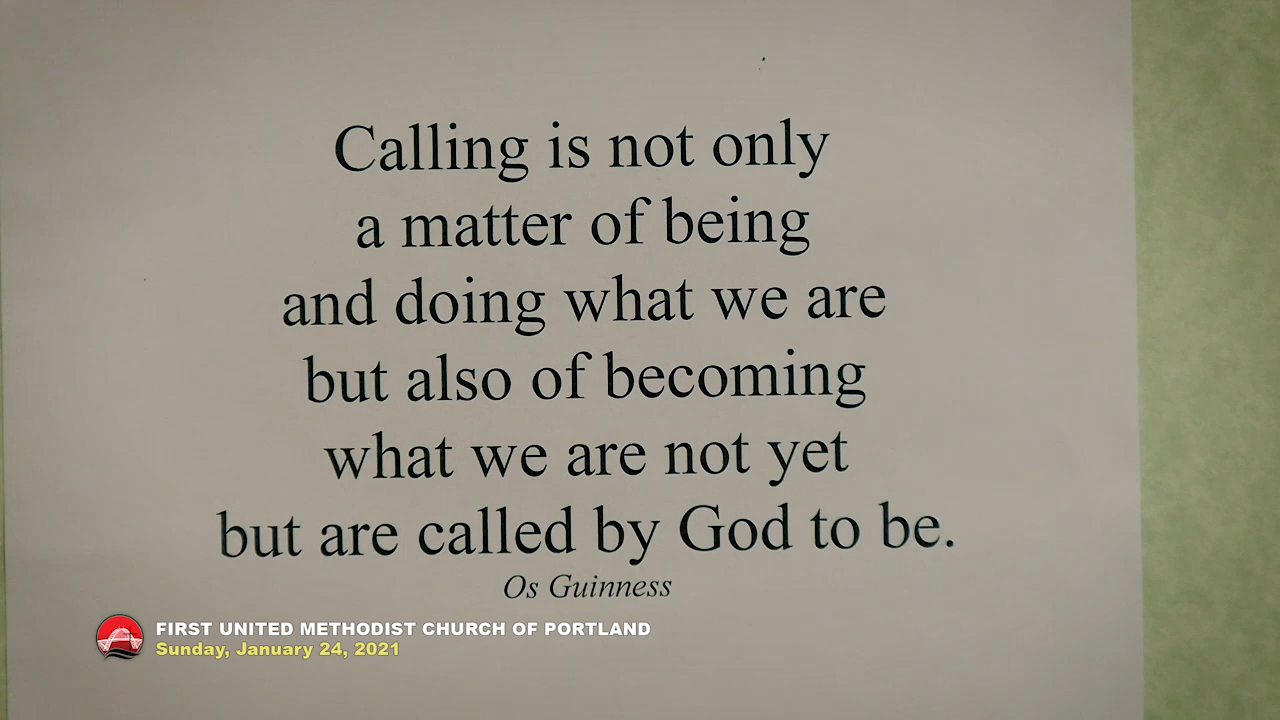 Calling is not only
a matter of being
and doing what we are
but also of becoming
what we are not yet
but are called by God to be.
Os Guinness
FIRST UNITED METHODIST CHURCH OF PORTLAND
Sunday, January 24, 2021